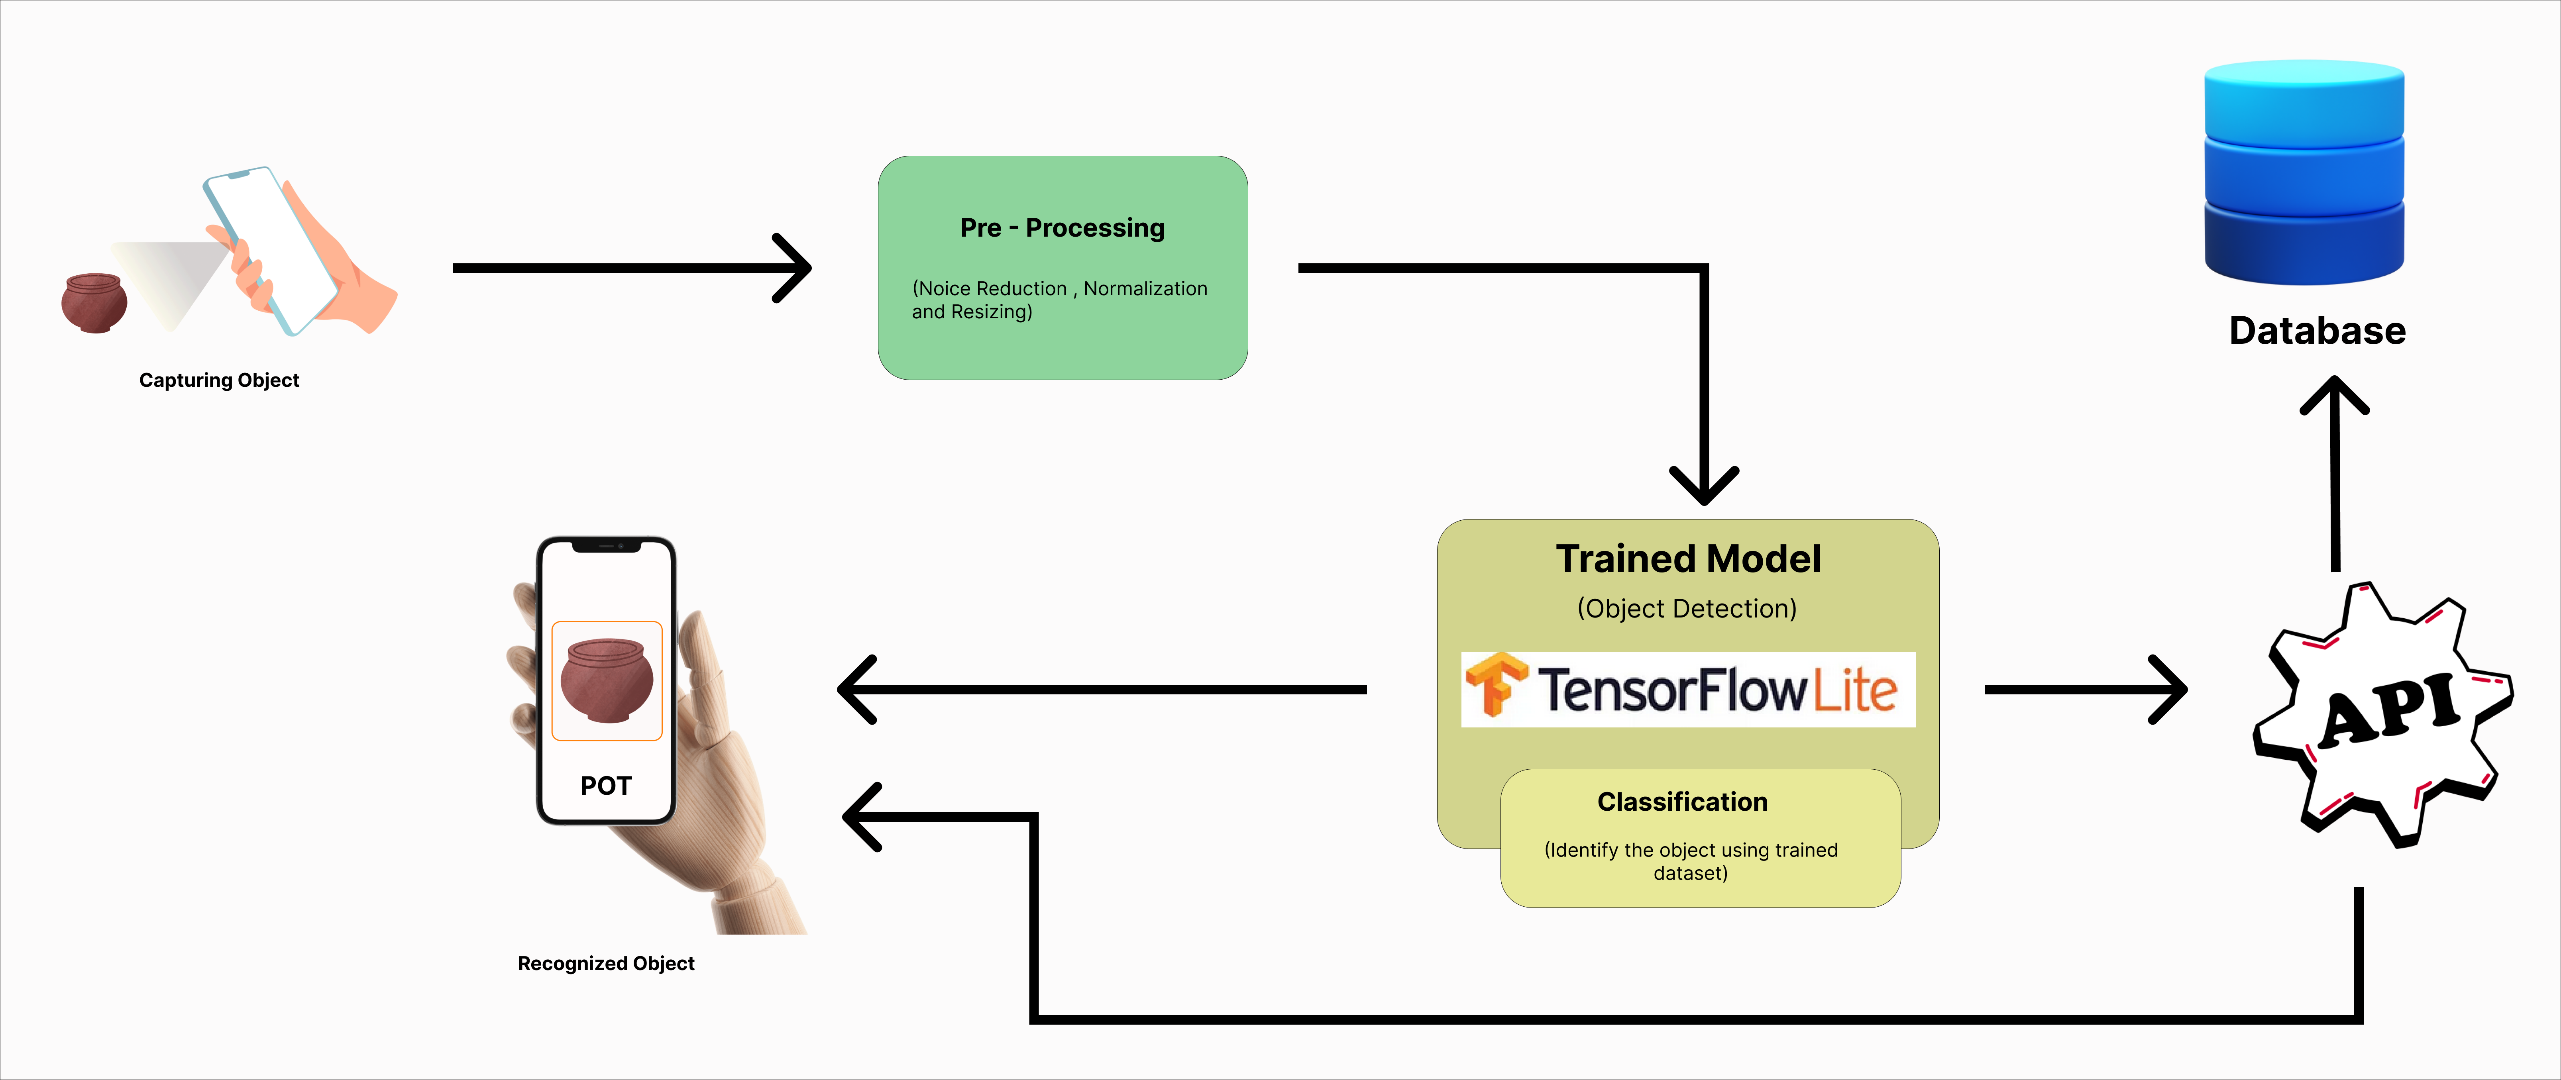 Capturing Object
Pre - Processing
(Noice Reduction , Normalization
and Resizing)
Database
Trained Model
(Object Detection)
TensorFlow Lite
Classification
(Identify the object using trained
dataset)
API
POT
Recognized Object